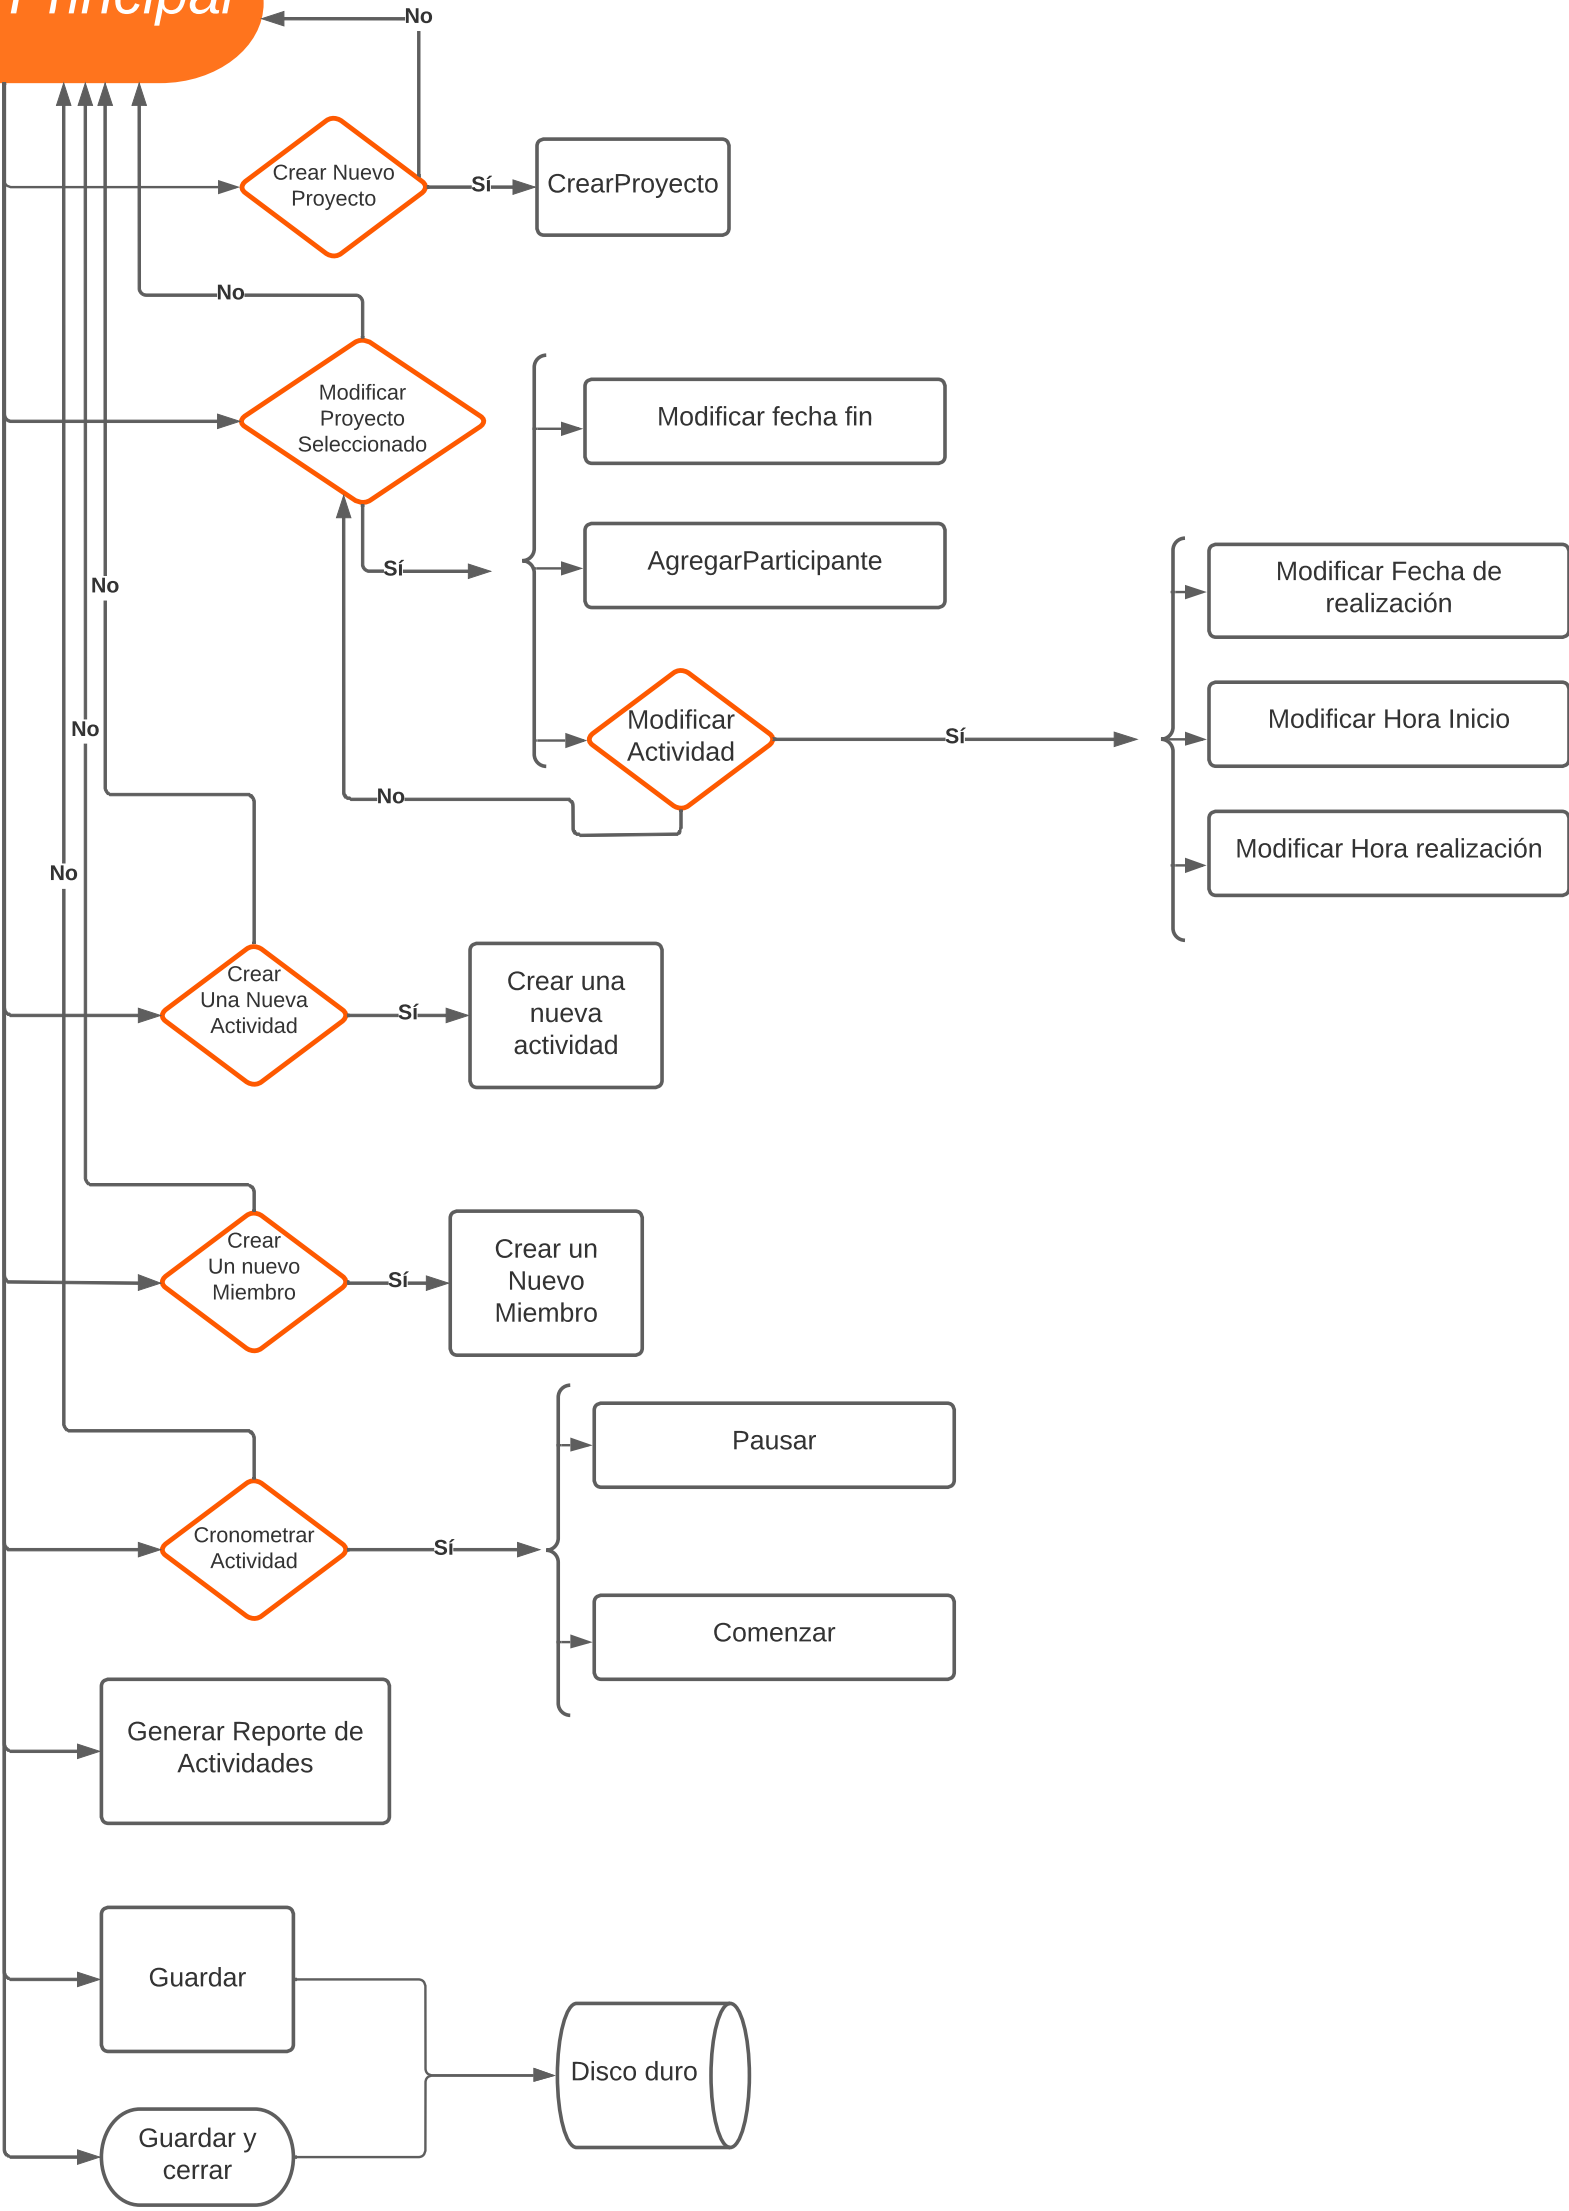 Principal
No
Crear Nuevo
Proyecto
Sí
CrearProyecto
No
Modificar
Proyecto
Seleccionado
Sí
Modificar fecha fin
AgregarParticipante
Modificar
Actividad
Sí
Modificar Fecha de
realización
Modificar Hora Inicio
Modificar Hora realización
No
No
No
No
Crear
Una Nueva
Actividad
Sí
Crear una
nueva
actividad
Crear
Un nuevo
Miembro
Sí
Crear un
Nuevo
Miembro
Cronometrar
Actividad
Sí
Pausar
Comenzar
Generar Reporte de
Actividades
Guardar
Disco duro
Guardar y
cerrar